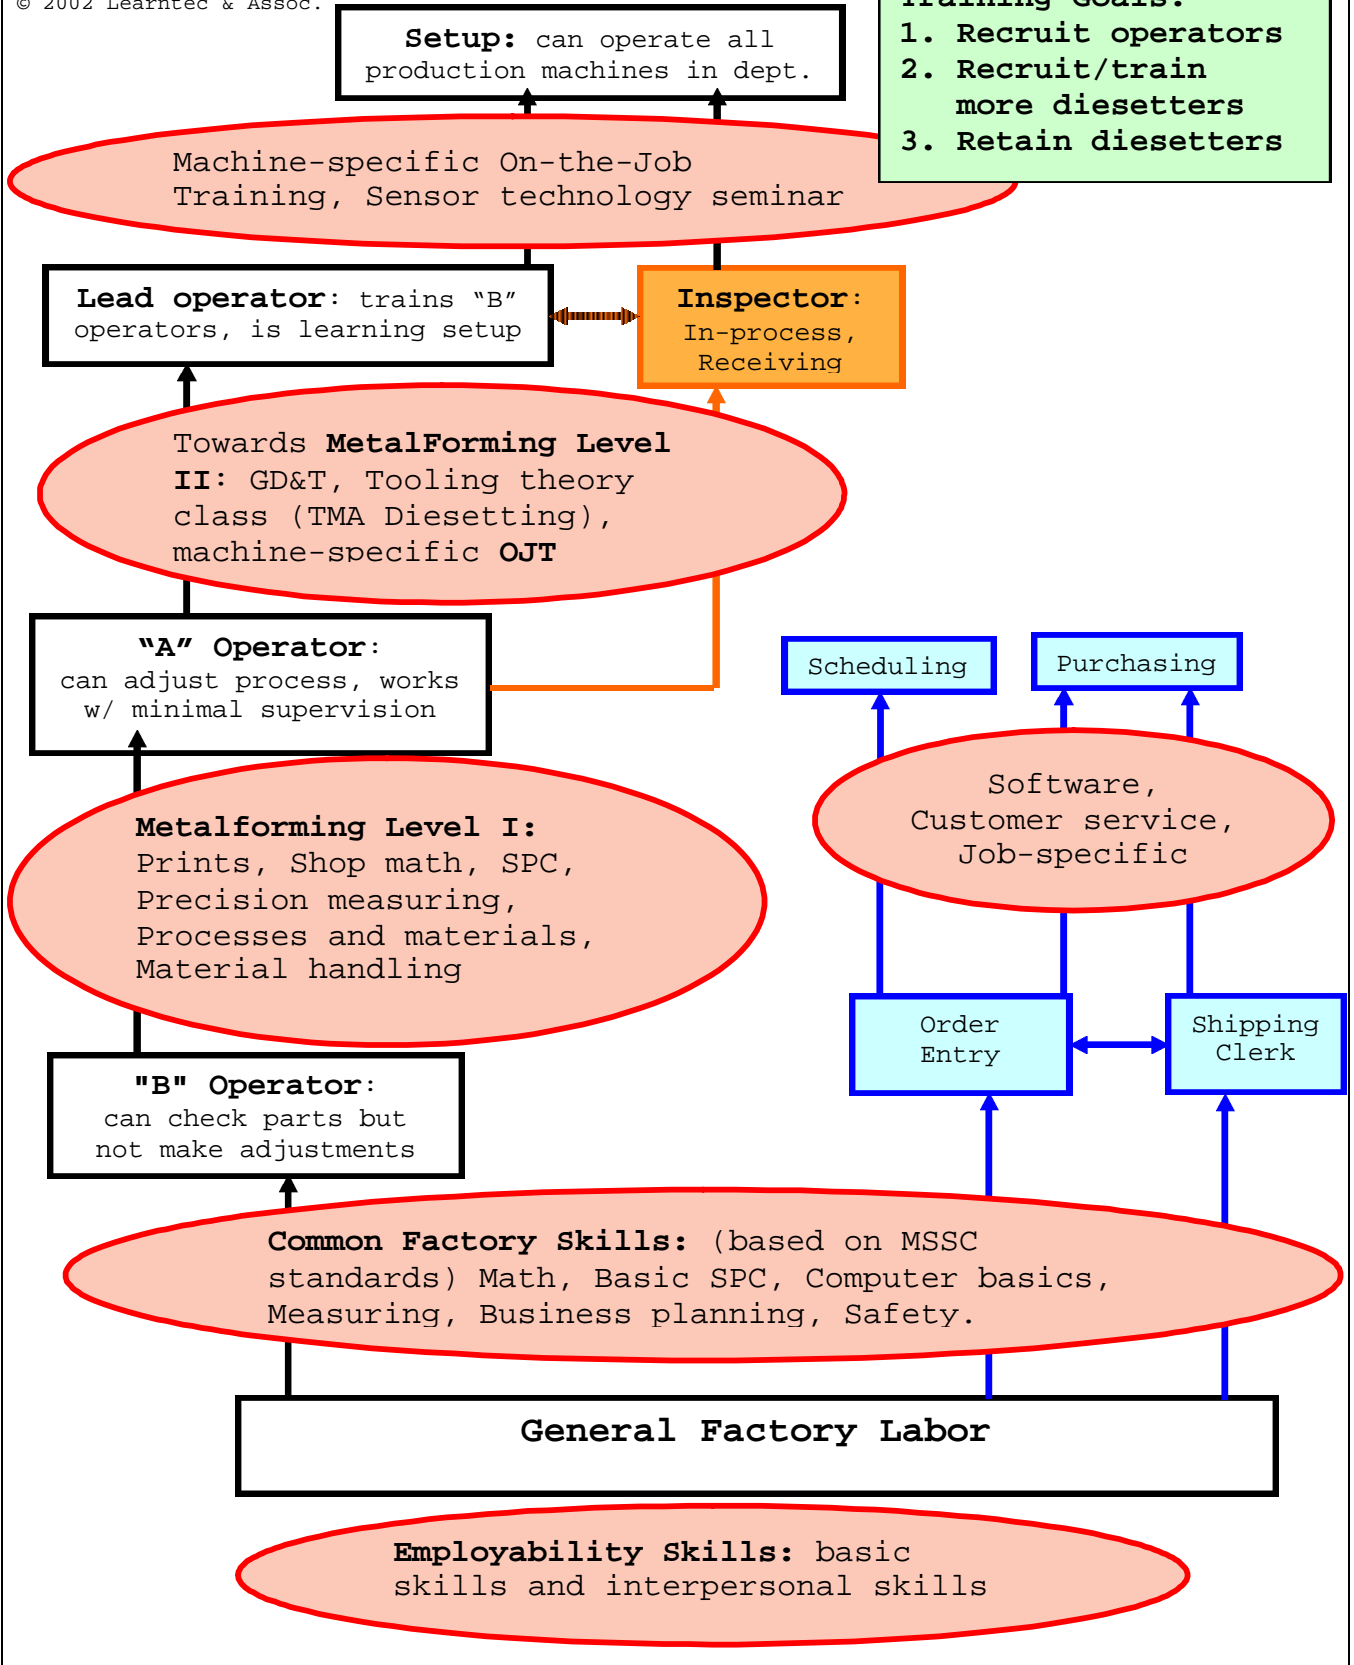 © 2002 Learntec & Assoc.
Training Goals:
1. Recruit operators
2. Recruit/train
more diesetters
3. Retain diesetters
Setup: can operate all
production machines in dept.
Machine-specific On-the-Job
Training, Sensor technology seminar
Lead operator: trains “B”
operators, is learning setup
Inspector:
In-process,
Receiving
Towards MetalForming Level
II: GD&T, Tooling theory
class (TMA Diesetting),
machine-specific OJT
“A” Operator:
can adjust process, works
w/ minimal supervision
Scheduling
Purchasing
Software,
Customer service,
Job-specific
Metalforming Level I:
Prints, Shop math, SPC,
Precision measuring,
Processes and materials,
Material handling
Order
Entry
Shipping
Clerk
"B" Operator:
can check parts but
not make adjustments
Common Factory Skills: (based on MSSC
standards) Math, Basic SPC, Computer basics,
Measuring, Business planning, Safety.
General Factory Labor
Employability Skills: basic
skills and interpersonal skills